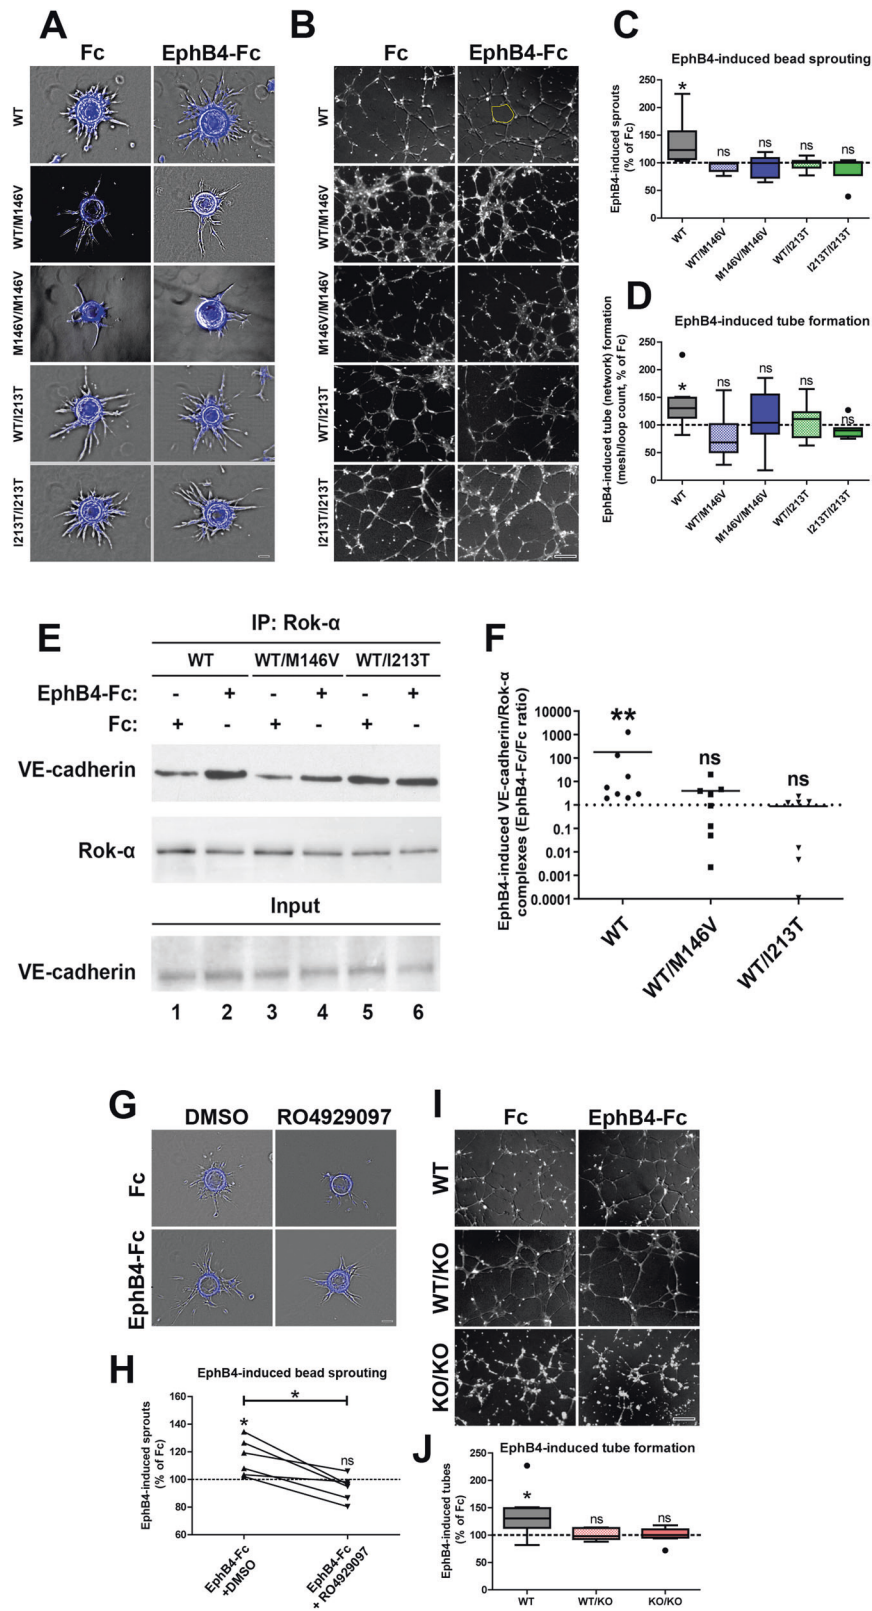 A
Fc
EphB4-Fc
WT
WT/M146V
M146V/M146V
WT/I213T
I213T/I213T
B
Fc
EphB4-Fc
WT
WT/M146V
M146V/M146V
WT/I213T
I213T/I213T
C
EphB4-induced bead sprouting
EphB4-induced sprouts
(% of Fc)
250
200
150
100
50
0
*
ns
ns
ns
ns
WT
WT/M146V
M146V/M146V
WT/I213T
I213T/I213T
D
EphB4-induced tube formation
EphB4-induced tube (network) formation
(mesh/loop count, % of Fc)
250
200
150
100
50
0
*
ns
ns
ns
ns
WT
WT/M146V
M146V/M146V
WT/I213T
I213T/I213T
E
IP: Rok-α
WT WT/M146V WT/I213T
EphB4-Fc: - + - + - +
Fc: + - + - + -
VE-cadherin
Rok-α
Input
VE-cadherin
1 2 3 4 5 6
F
EphB4-induced VE-cadherin/Rok-α
complexes (EphB4-Fc/Fc ratio)
10000
1000
100
10
1
0.1
0.01
0.001
0.0001
**
ns
ns
WT
WT/M146V
WT/I213T
G
DMSO RO4929097
Fc
EphB4-Fc
H
EphB4-induced bead sprouting
EphB4-induced sprouts
(% of Fc)
160
140
120
100
80
60
*
*
ns
EphB4-Fc
+DMSO
EphB4-Fc
+ RO4929097
I
Fc
EphB4-Fc
WT
WT/KO
KO/KO
J
EphB4-induced tube formation
EphB4-induced tubes
(% of Fc)
250
200
150
100
50
0
*
ns
ns
WT
WT/KO
KO/KO